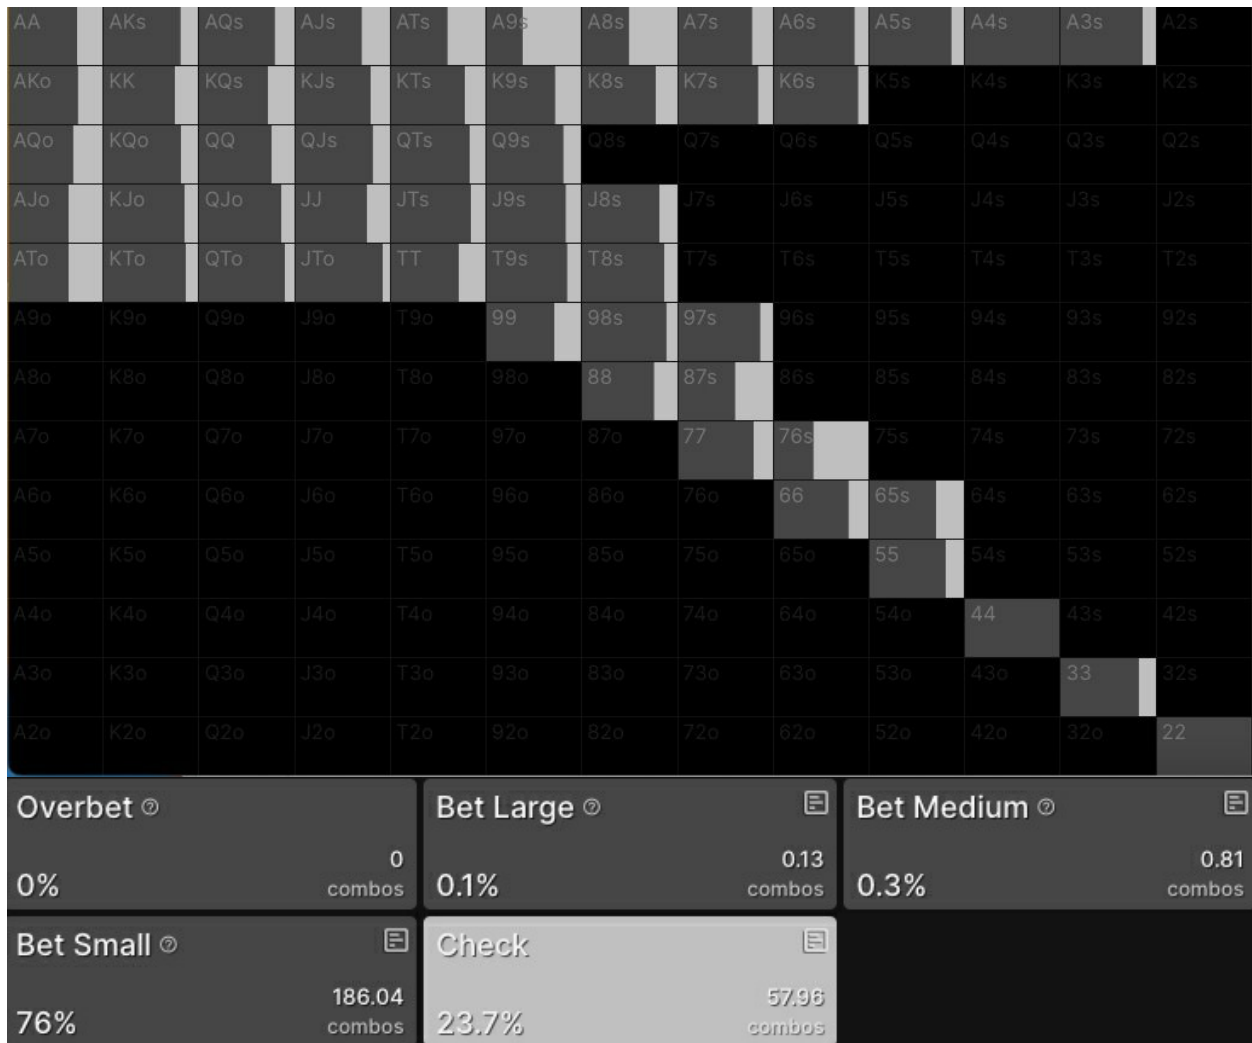 AA AKs AQs AJs ATs A9s A8s A7s A6s A5s A4s A3s A2s
AKo KK KQs KJs KTs K9s K8s K7s K6s K5s K4s K3s K2s
AQo KQo QQ QJs QTs Q9s Q8s Q7s Q6s Q5s Q4s Q3s Q2s
AJo KJo QJo JJ JTs J9s J8s J7s J6s J5s J4s J3s J2s
ATo KTo QTo JTo TT T9s T8s T7s T6s T5s T4s T3s T2s
A9o K9o Q9o J9o T9o 99 98s 97s 96s 95s 94s 93s 92s
A8o K8o Q8o J8o T8o 98o 88 87s 86s 85s 84s 83s 82s
A7o K7o Q7o J7o T7o 97o 87o 77 76s 75s 74s 73s 72s
A6o K6o Q6o J6o T6o 96o 86o 76o 66 65s 64s 63s 62s
A5o K5o Q5o J5o T5o 95o 85o 75o 65o 55 54s 53s 52s
A4o K4o Q4o J4o T4o 94o 84o 74o 64o 54o 44 43s 42s
A3o K3o Q3o J3o T3o 93o 83o 73o 63o 53o 43o 33 32s
A2o K2o Q2o J2o T2o 92o 82o 72o 62o 52o 42o 32o 22
Overbet Bet Large Bet Medium
0 0.13 0.81
0% combos 0.1% combos 0.3% combos
Bet Small Check
186.04 57.96
76% combos 23.7% combos